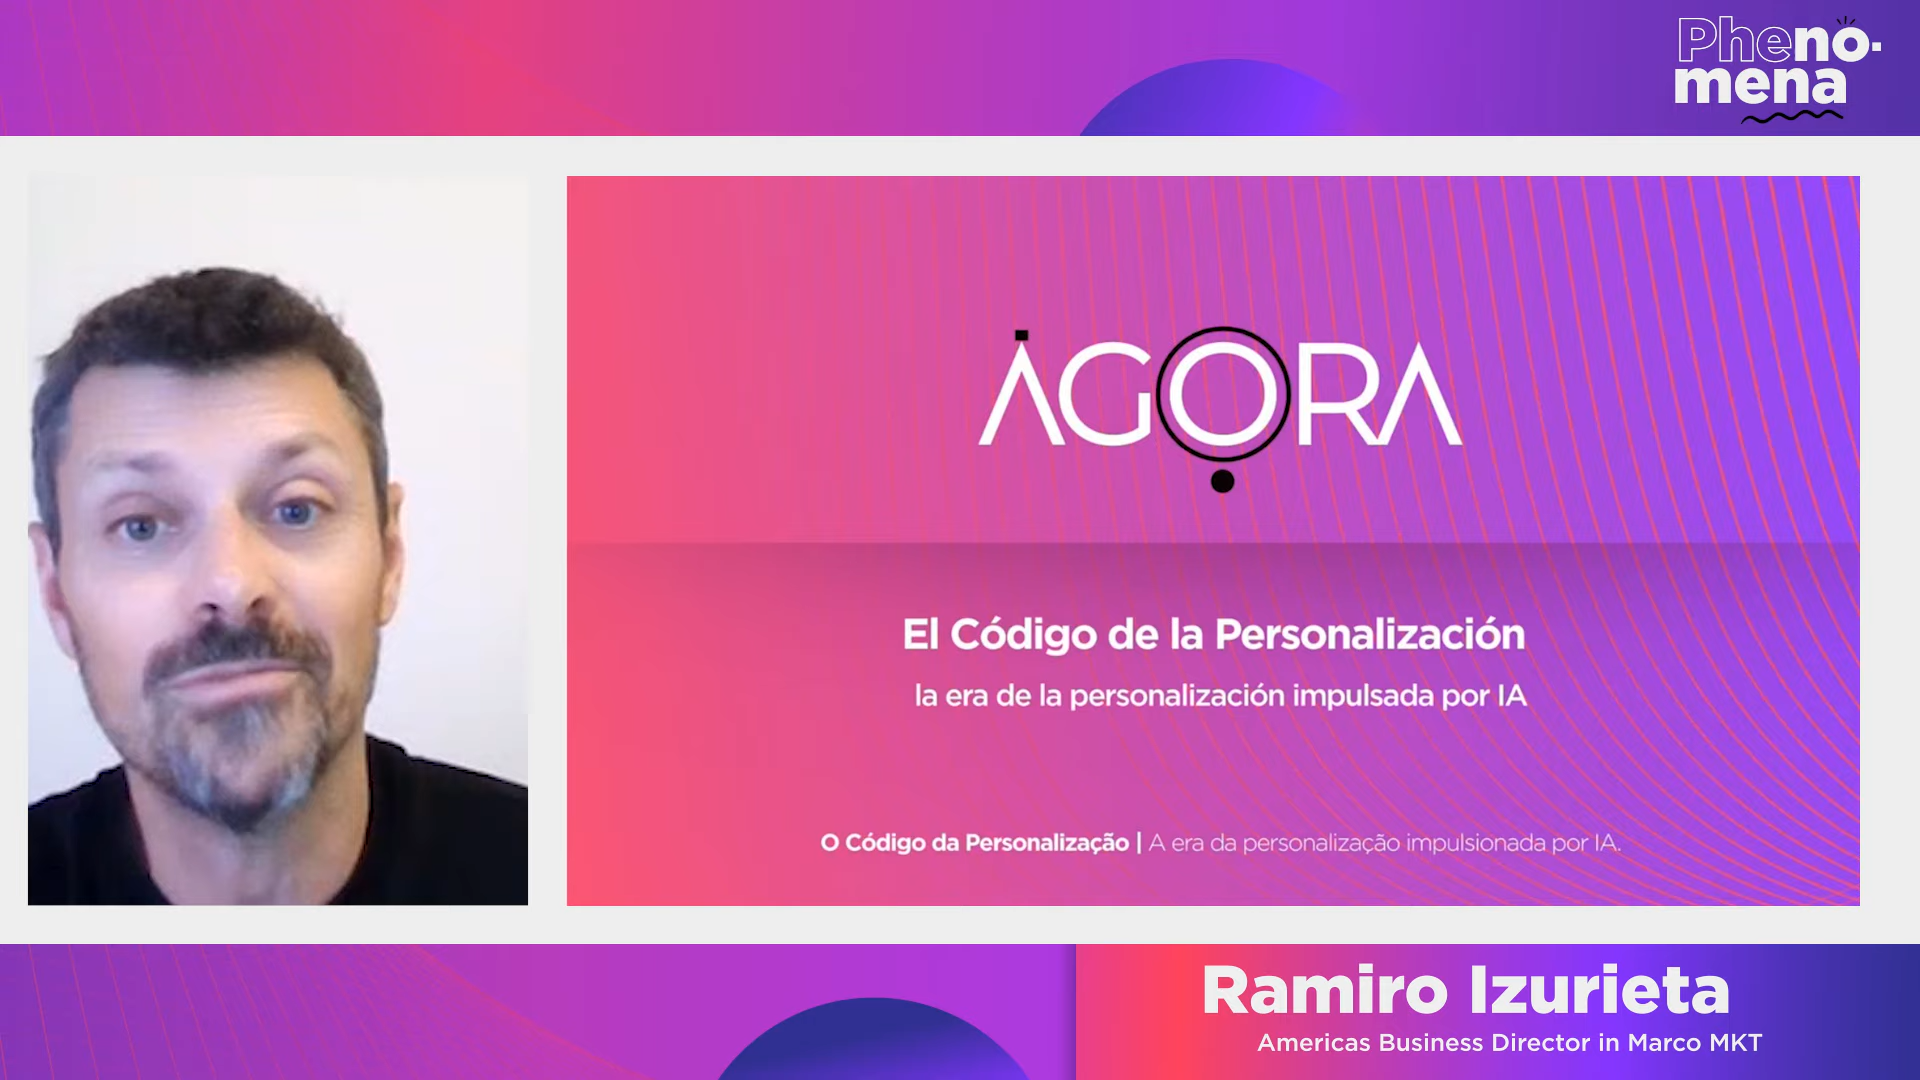 Pheno-
mena
ÁGORA
El Código de la Personalización
la era de la personalización impulsada por IA
O Código da Personalização | A era da personalização impulsionada por IA.
Ramiro Izurieta
Americas Business Director in Marco MKT